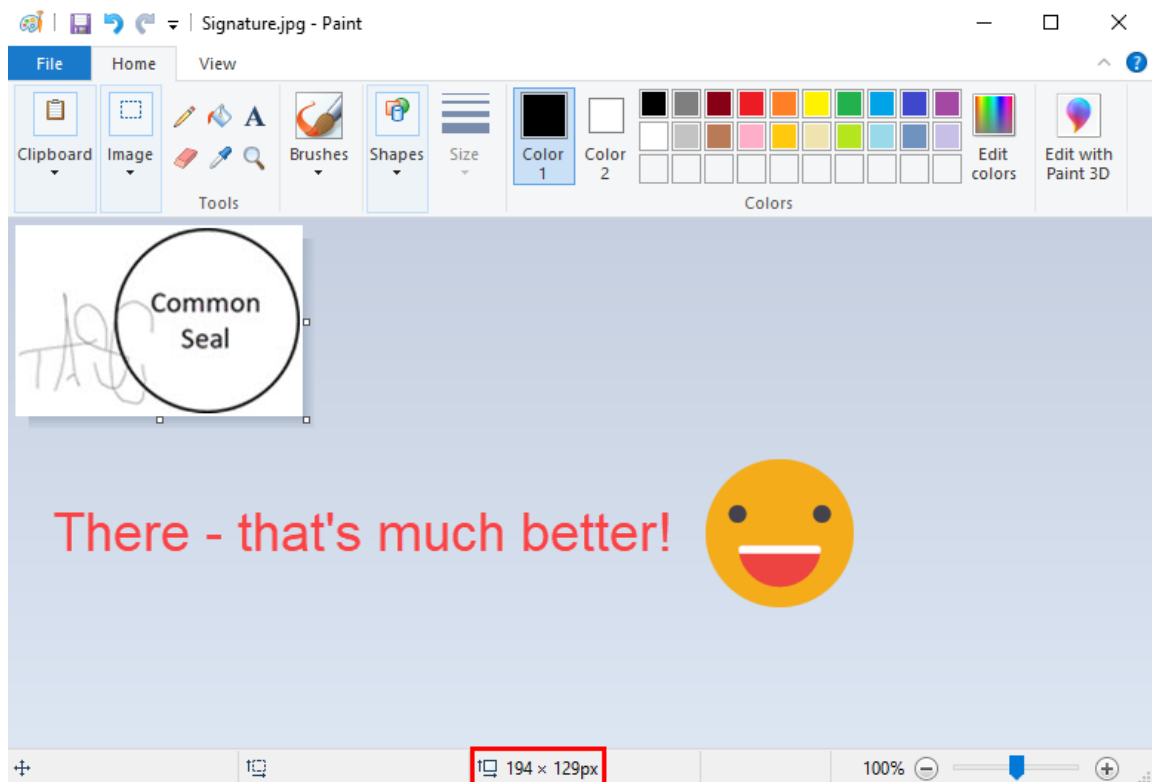 Signature.jpg - Paint
File Home View
Clipboard Image Brushes Shapes Size Color 1 Color 2 Edit colors Edit with Paint 3D
Tools Colors
Common
Seal
There - that's much better!
194 × 129px 100%